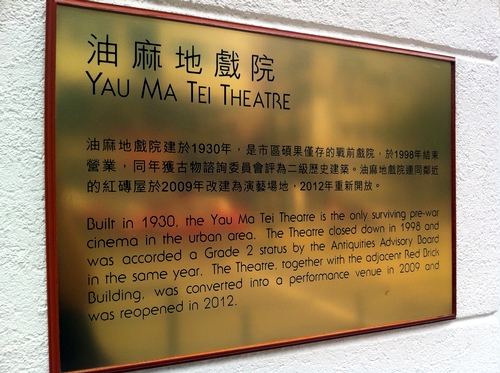 油麻地戲院
YAU MA TEI THEATRE
油麻地戲院建於1930年，是市區碩果僅存的戰前戲院，於1998年結束
營業，同年獲古物諮詢委員會評為二級歷史建築。油麻地戲院連同鄰近
的紅磚屋於2009年改建為演藝場地，2012年重新開放。
Built in 1930, the Yau Ma Tei Theatre is the only surviving pre-war
cinema in the urban area. The Theatre closed down in 1998 and
was accorded a Grade 2 status by the Antiquities Advisory Board
in the same year. The Theatre, together with the adjacent Red Brick
Building, was converted into a performance venue in 2009 and
was reopened in 2012.